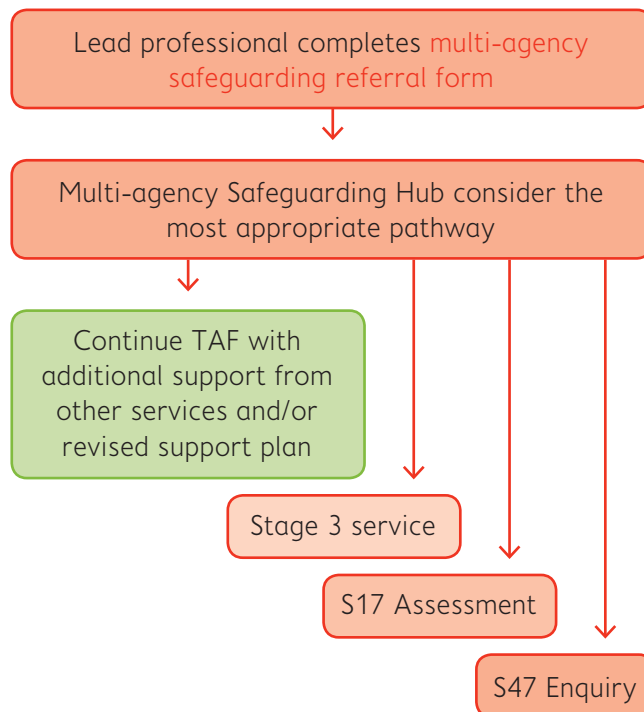 Lead professional completes multi-agency
safeguarding referral form
Multi-agency Safeguarding Hub consider the
most appropriate pathway
Continue TAF with
additional support from
other services and/or
revised support plan
Stage 3 service
S17 Assessment
S47 Enquiry